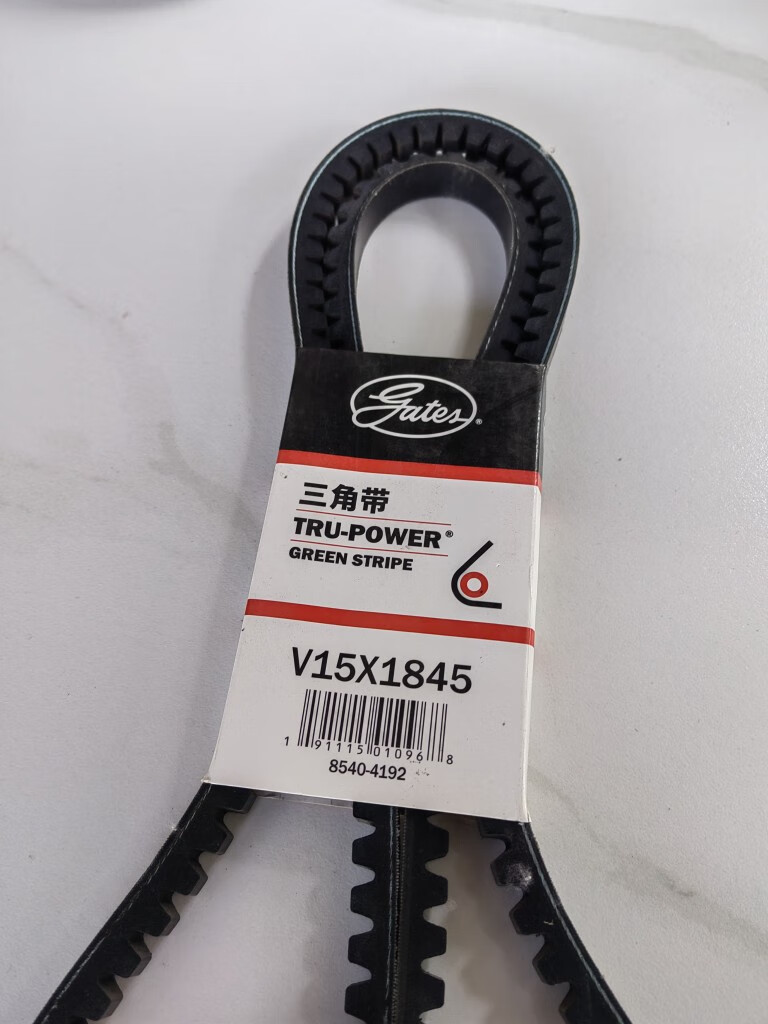 Gates®
三角带
TRU-POWER®
GREEN STRIPE
V15X1845
1 91115 01096 8
8540-4192